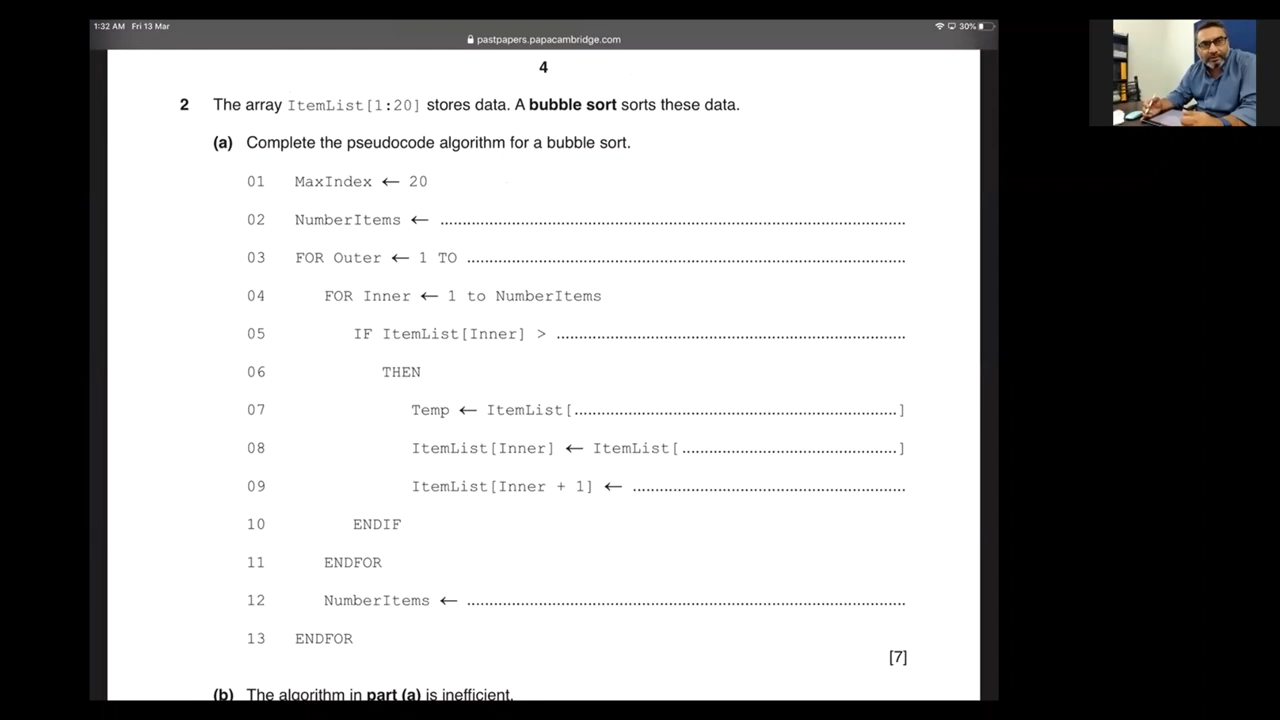 1:32 AM Fri 13 Mar
30%
pastpapers.papacambridge.com
4
2 The array ItemList[1:20] stores data. A bubble sort sorts these data.
(a) Complete the pseudocode algorithm for a bubble sort.
01 MaxIndex ← 20
02 NumberItems ← ........................................
03 FOR Outer ← 1 TO ........................................
04 FOR Inner ← 1 to NumberItems
05 IF ItemList[Inner] > ........................................
06 THEN
07 Temp ← ItemList[........................................]
08 ItemList[Inner] ← ItemList[........................................]
09 ItemList[Inner + 1] ← ........................................
10 ENDIF
11 ENDFOR
12 NumberItems ← ........................................
13 ENDFOR
[7]
(b) The algorithm in part (a) is inefficient.